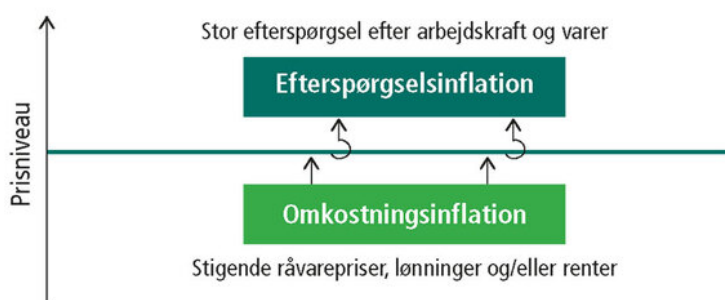 Stor efterspørgsel efter arbejdskraft og varer
Efterspørgselsinflation
Prisniveau
Omkostningsinflation
Stigende råvarepriser, lønninger og/eller renter